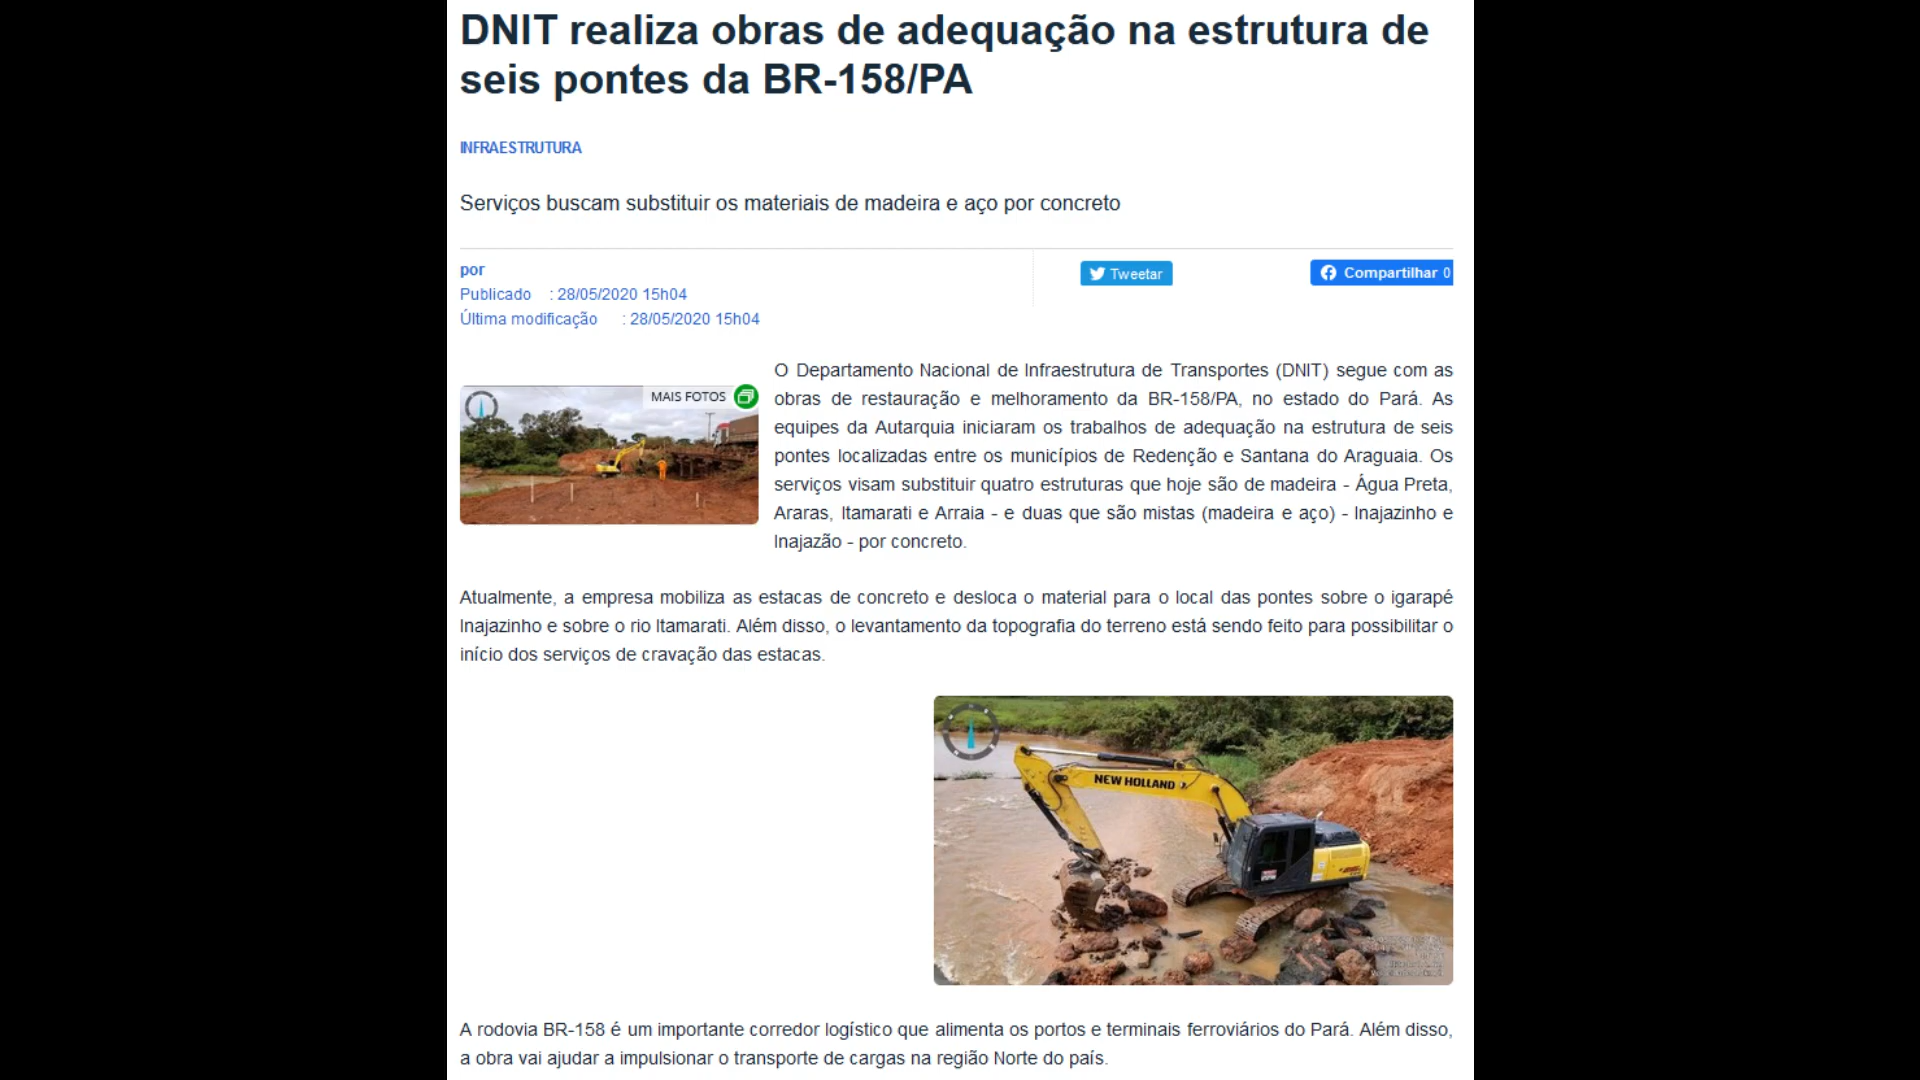 DNIT realiza obras de adequação na estrutura de
seis pontes da BR-158/PA
INFRAESTRUTURA
Serviços buscam substituir os materiais de madeira e aço por concreto
por
Publicado : 28/05/2020 15h04
Última modificação : 28/05/2020 15h04
Tweetar
Compartilhar 0
MAIS FOTOS
O Departamento Nacional de Infraestrutura de Transportes (DNIT) segue com as
obras de restauração e melhoramento da BR-158/PA, no estado do Pará. As
equipes da Autarquia iniciaram os trabalhos de adequação na estrutura de seis
pontes localizadas entre os municípios de Redenção e Santana do Araguaia. Os
serviços visam substituir quatro estruturas que hoje são de madeira - Água Preta,
Araras, Itamarati e Arraia - e duas que são mistas (madeira e aço) - Inajazinho e
Inajazão - por concreto.
Atualmente, a empresa mobiliza as estacas de concreto e desloca o material para o local das pontes sobre o igarapé
Inajazinho e sobre o rio Itamarati. Além disso, o levantamento da topografia do terreno está sendo feito para possibilitar o
início dos serviços de cravação das estacas.
NEW HOLLAND
A rodovia BR-158 é um importante corredor logístico que alimenta os portos e terminais ferroviários do Pará. Além disso,
a obra vai ajudar a impulsionar o transporte de cargas na região Norte do país.